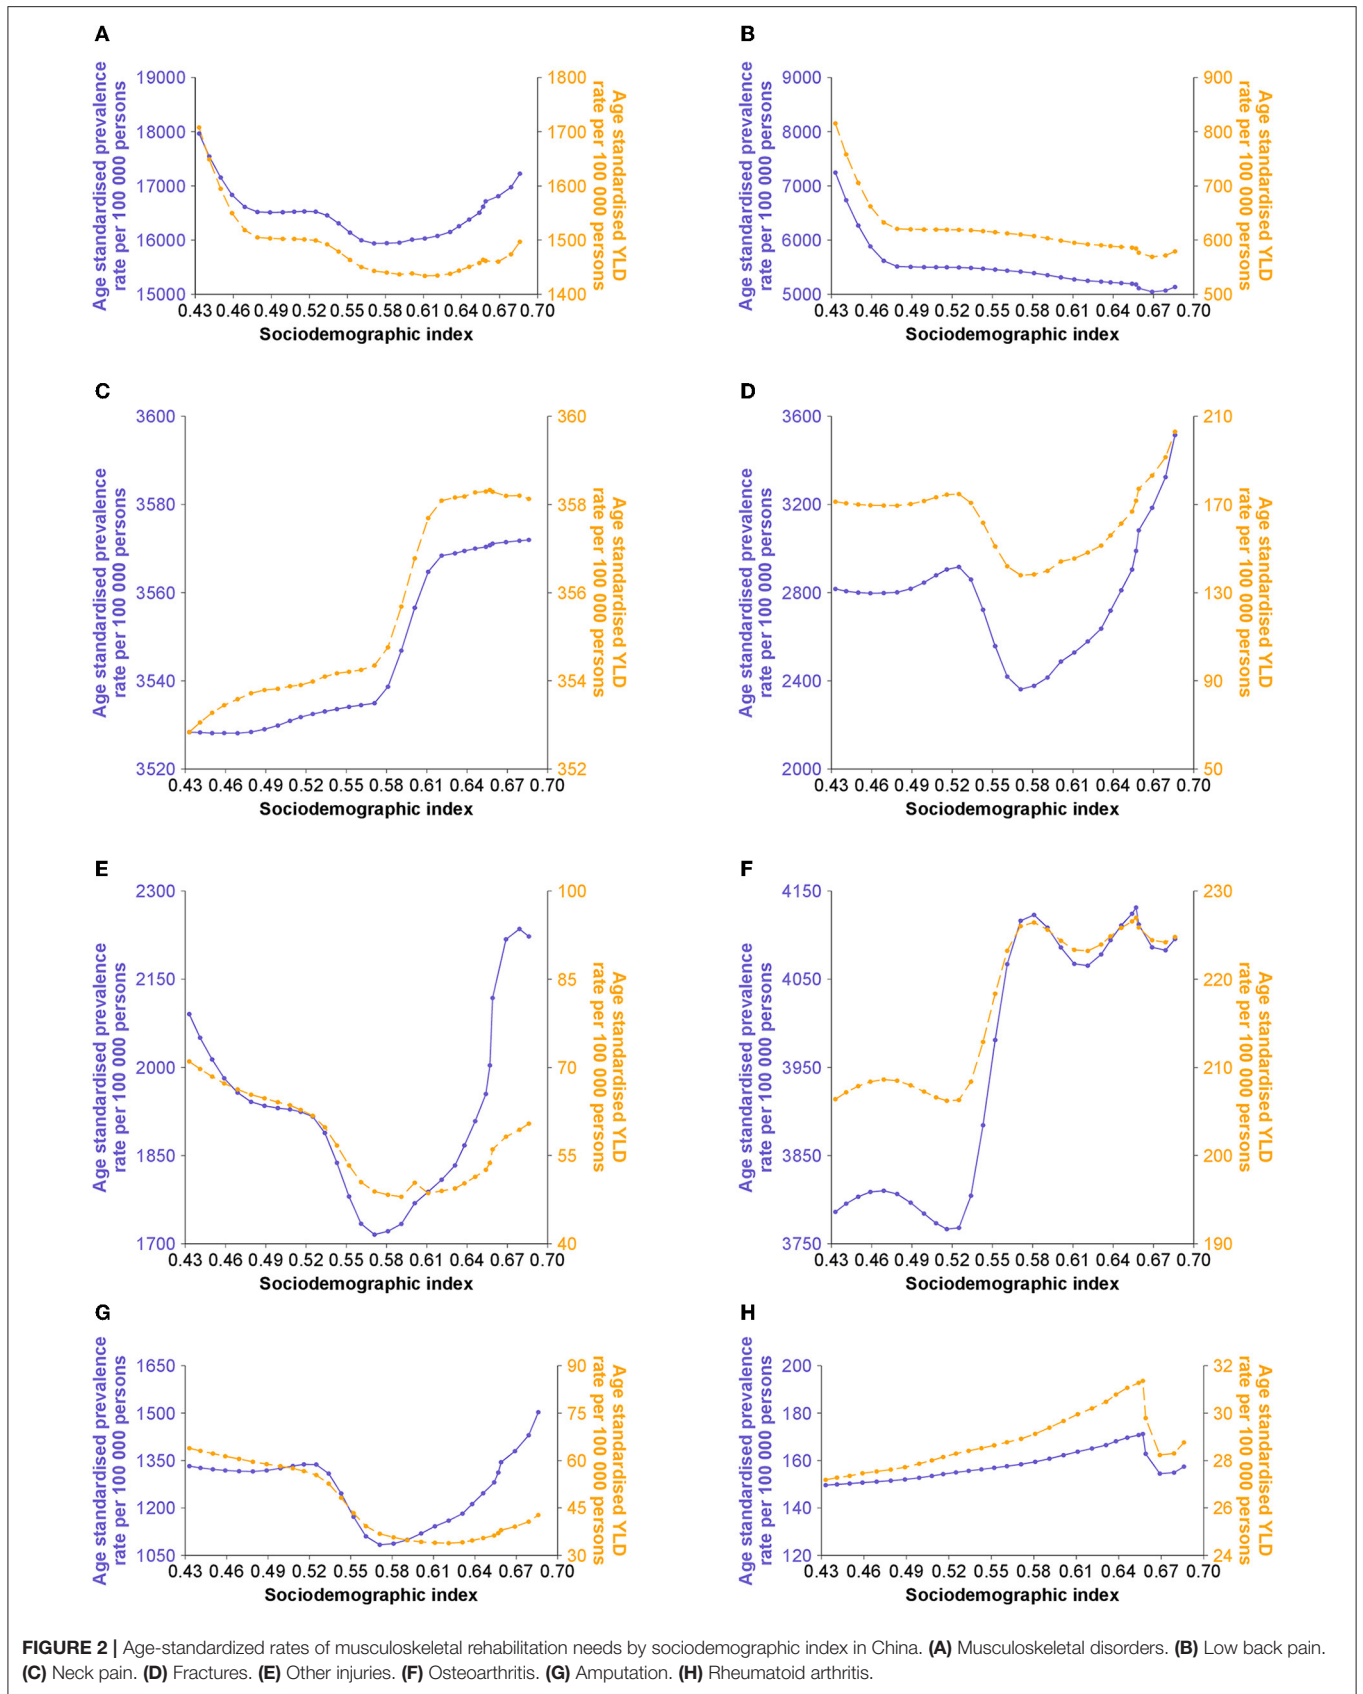 A
Age standardised prevalence
rate per 100 000 persons
19000
18000
17000
16000
15000
1800
1700
1600
1500
1400
Age standardised YLD
rate per 100 000 persons
0.43 0.46 0.49 0.52 0.55 0.58 0.61 0.64 0.67 0.70
Sociodemographic index
B
Age standardised prevalence
rate per 100 000 persons
9000
8000
7000
6000
5000
900
800
700
600
500
Age standardised YLD
rate per 100 000 persons
0.43 0.46 0.49 0.52 0.55 0.58 0.61 0.64 0.67 0.70
Sociodemographic index
C
Age standardised prevalence
rate per 100 000 persons
3600
3580
3560
3540
3520
360
358
356
354
352
Age standardised YLD
rate per 100 000 persons
0.43 0.46 0.49 0.52 0.55 0.58 0.61 0.64 0.67 0.70
Sociodemographic index
D
Age standardised prevalence
rate per 100 000 persons
3600
3200
2800
2400
2000
210
170
130
90
50
Age standardised YLD
rate per 100 000 persons
0.43 0.46 0.49 0.52 0.55 0.58 0.61 0.64 0.67 0.70
Sociodemographic index
E
Age standardised prevalence
rate per 100 000 persons
2300
2150
2000
1850
1700
100
85
70
55
40
Age standardised YLD
rate per 100 000 persons
0.43 0.46 0.49 0.52 0.55 0.58 0.61 0.64 0.67 0.70
Sociodemographic index
F
Age standardised prevalence
rate per 100 000 persons
4150
4050
3950
3850
3750
230
220
210
200
190
Age standardised YLD
rate per 100 000 persons
0.43 0.46 0.49 0.52 0.55 0.58 0.61 0.64 0.67 0.70
Sociodemographic index
G
Age standardised prevalence
rate per 100 000 persons
1650
1500
1350
1200
1050
90
75
60
45
30
Age standardised YLD
rate per 100 000 persons
0.43 0.46 0.49 0.52 0.55 0.58 0.61 0.64 0.67 0.70
Sociodemographic index
H
Age standardised prevalence
rate per 100 000 persons
200
180
160
140
120
32
30
28
26
24
Age standardised YLD
rate per 100 000 persons
0.43 0.46 0.49 0.52 0.55 0.58 0.61 0.64 0.67 0.70
Sociodemographic index
FIGURE 2 | Age-standardized rates of musculoskeletal rehabilitation needs by sociodemographic index in China. (A) Musculoskeletal disorders. (B) Low back pain.
(C) Neck pain. (D) Fractures. (E) Other injuries. (F) Osteoarthritis. (G) Amputation. (H) Rheumatoid arthritis.